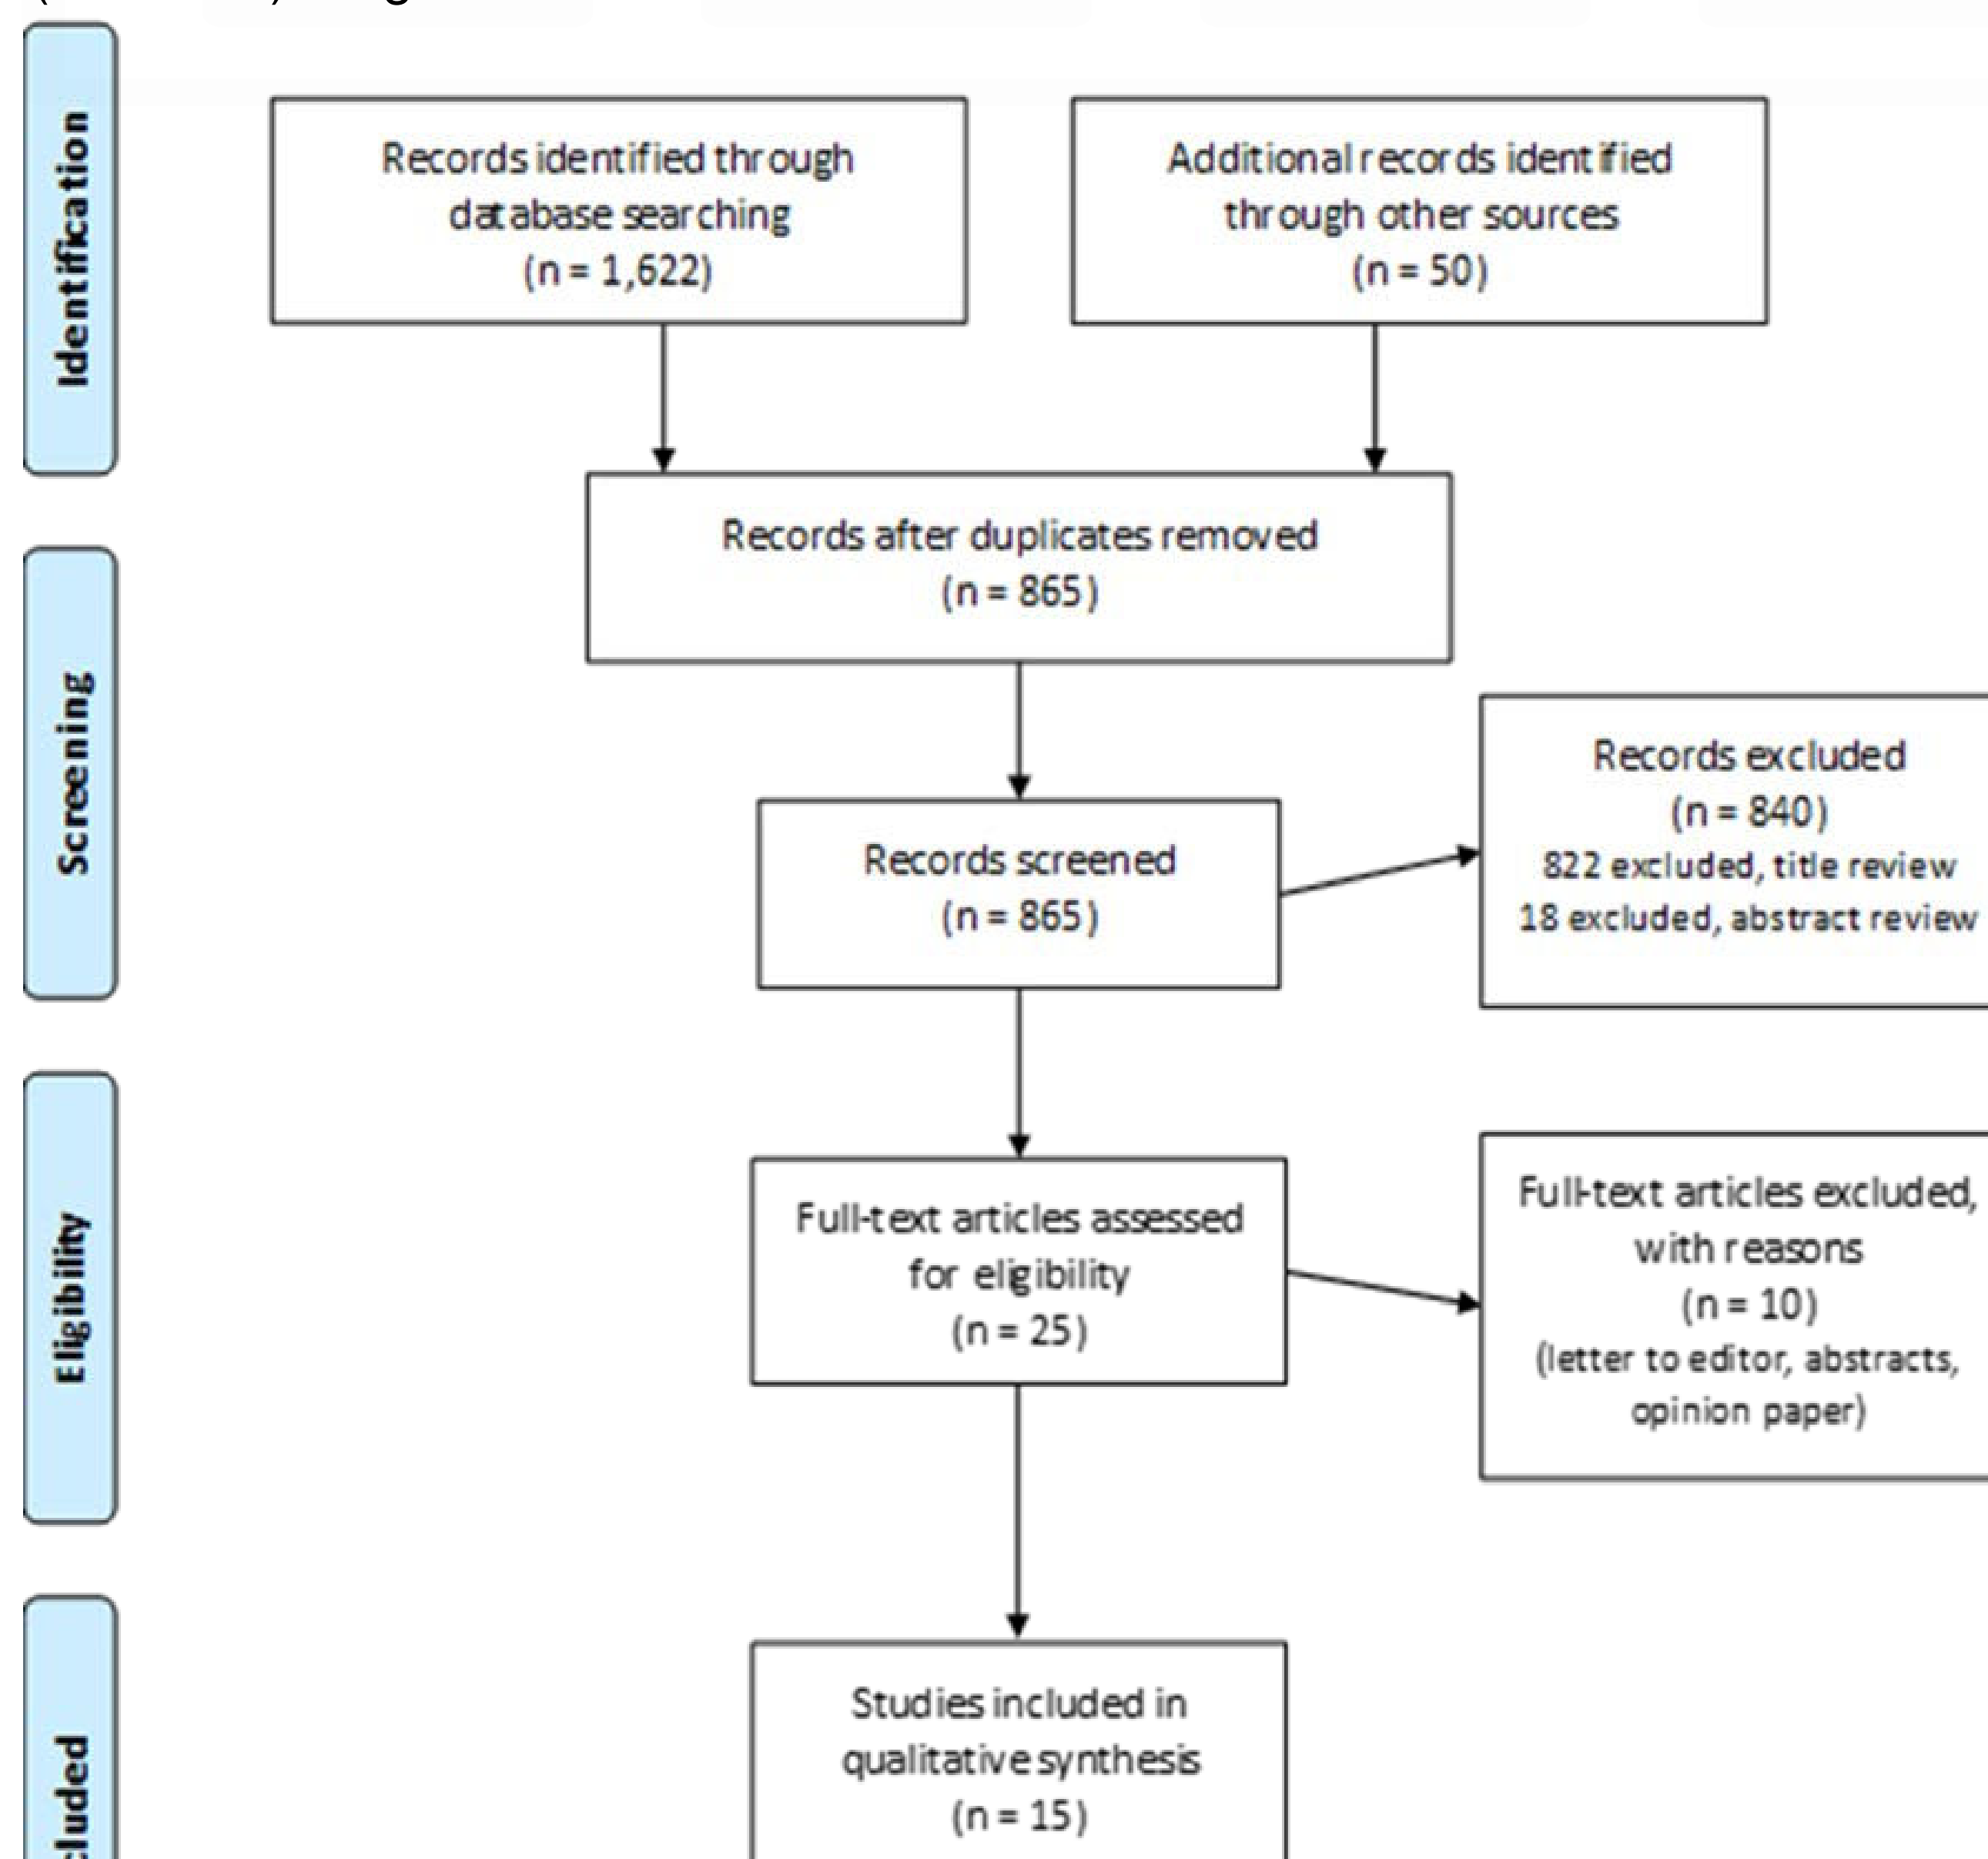 Identification
Records identified through
database searching
(n = 1,622)
Additional records identified
through other sources
(n = 50)
Records after duplicates removed
(n = 865)
Screening
Records screened
(n = 865)
Records excluded
(n = 840)
822 excluded, title review
18 excluded, abstract review
Eligibility
Full-text articles assessed
for eligibility
(n = 25)
Full-text articles excluded,
with reasons
(n = 10)
(letter to editor, abstracts,
opinion paper)
Studies included in
qualitative synthesis
(n = 15)